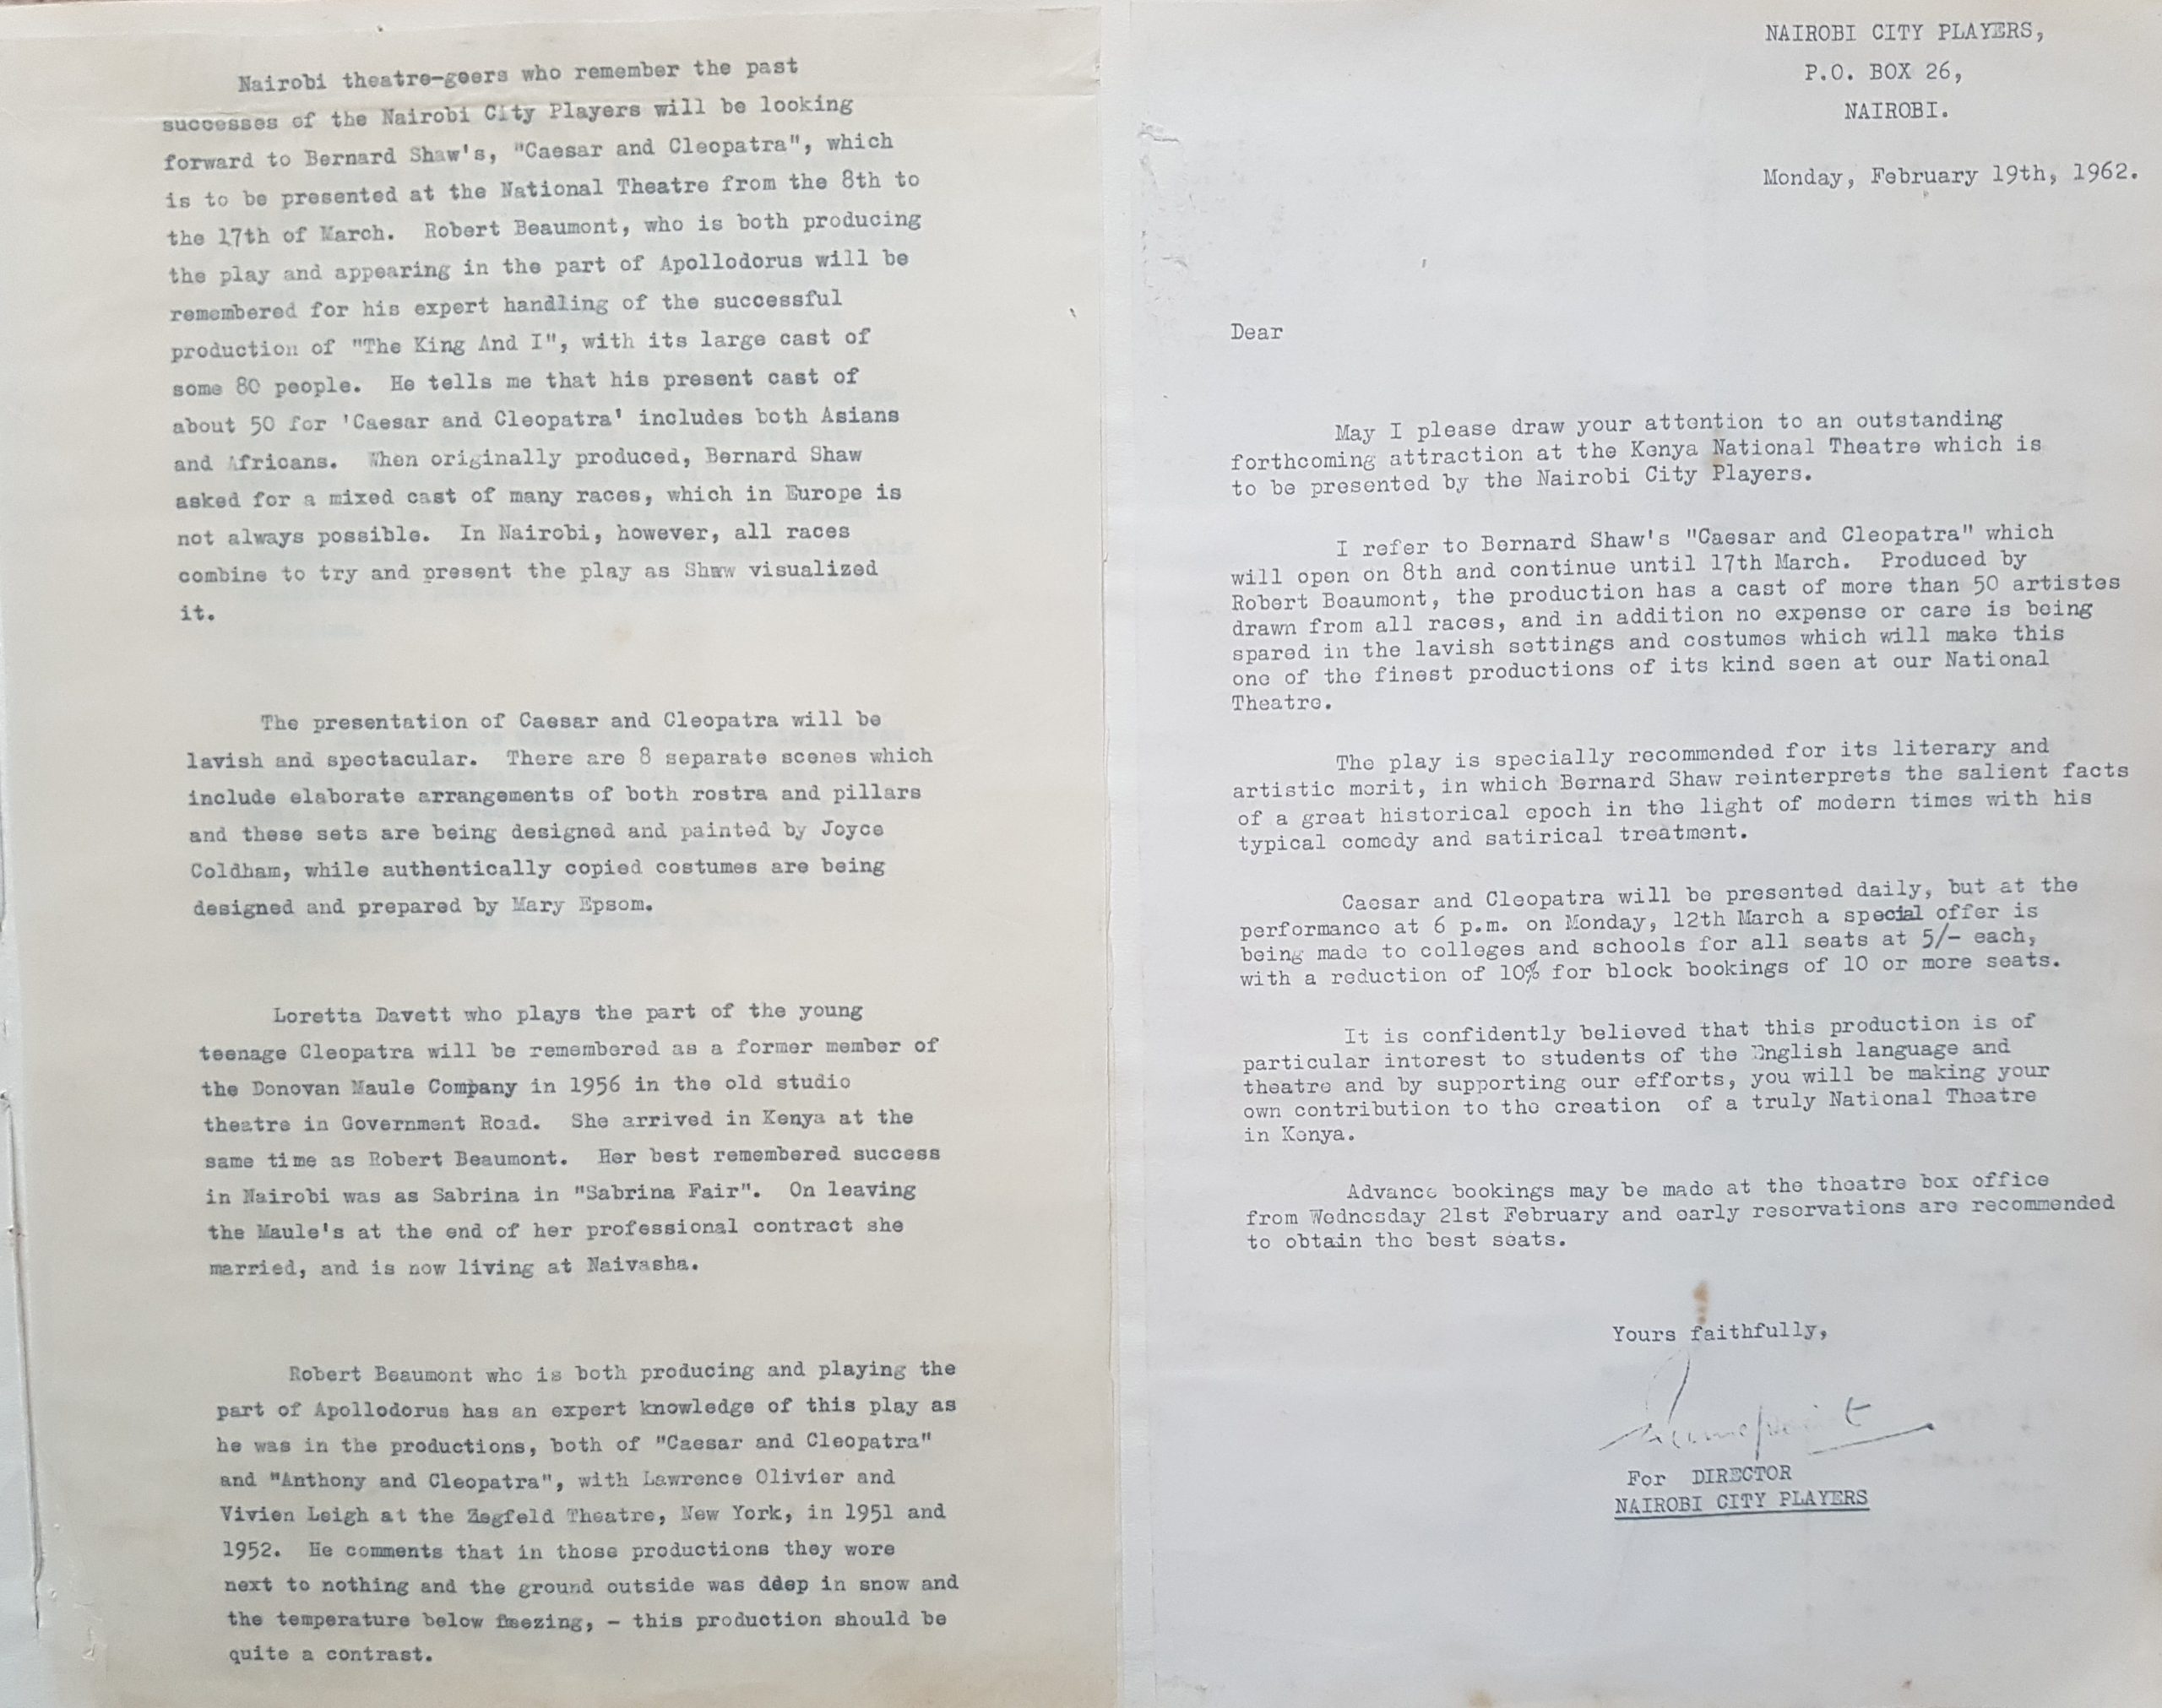 Nairobi theatre-goers who remember the past
successes of the Nairobi City Players will be looking
forward to Bernard Shaw's, "Caesar and Cleopatra", which
is to be presented at the National Theatre from the 8th to
the 17th of March. Robert Beaumont, who is both producing
the play and appearing in the part of Apollodorus will be
remembered for his expert handling of the successful
production of "The King And I", with its large cast of
some 80 people. He tells me that his present cast of
about 50 for 'Caesar and Cleopatra' includes both Asians
and Africans. When originally produced, Bernard Shaw
asked for a mixed cast of many races, which in Europe is
not always possible. In Nairobi, however, all races
combine to try and present the play as Shaw visualized
it.
The presentation of Caesar and Cleopatra will be
lavish and spectacular. There are 8 separate scenes which
include elaborate arrangements of both rostra and pillars
and these sets are being designed and painted by Joyce
Coldham, while authentically copied costumes are being
designed and prepared by Mary Epsom.
Loretta Davett who plays the part of the young
teenage Cleopatra will be remembered as a former member of
the Donovan Maule Company in 1956 in the old studio
theatre in Government Road. She arrived in Kenya at the
same time as Robert Beaumont. Her best remembered success
in Nairobi was as Sabrina in "Sabrina Fair". On leaving
the Maule's at the end of her professional contract she
married, and is now living at Naivasha.
Robert Beaumont who is both producing and playing the
part of Apollodorus has an expert knowledge of this play as
he was in the productions, both of "Caesar and Cleopatra"
and "Anthony and Cleopatra", with Lawrence Olivier and
Vivien Leigh at the Zegfeld Theatre, New York, in 1951 and
1952. He comments that in those productions they wore
next to nothing and the ground outside was ddep in snow and
the temperature below freezing, - this production should be
quite a contrast.
NAIROBI CITY PLAYERS,
P.O. BOX 26,
NAIROBI.
Monday, February 19th, 1962.
Dear
May I please draw your attention to an outstanding
forthcoming attraction at the Kenya National Theatre which is
to be presented by the Nairobi City Players.
I refer to Bernard Shaw's "Caesar and Cleopatra" which
will open on 8th and continue until 17th March. Produced by
Robert Beaumont, the production has a cast of more than 50 artistes
drawn from all races, and in addition no expense or care is being
spared in the lavish settings and costumes which will make this
one of the finest productions of its kind seen at our National
Theatre.
The play is specially recommended for its literary and
artistic merit, in which Bernard Shaw reinterprets the salient facts
of a great historical epoch in the light of modern times with his
typical comedy and satirical treatment.
Caesar and Cleopatra will be presented daily, but at the
performance at 6 p.m. on Monday, 12th March a special offer is
being made to colleges and schools for all seats at 5/- each,
with a reduction of 10% for block bookings of 10 or more seats.
It is confidently believed that this production is of
particular interest to students of the English language and
theatre and by supporting our efforts, you will be making your
own contribution to the creation of a truly National Theatre
in Kenya.
Advance bookings may be made at the theatre box office
from Wednesday 21st February and early reservations are recommended
to obtain the best seats.
Yours faithfully,
For DIRECTOR
NAIROBI CITY PLAYERS